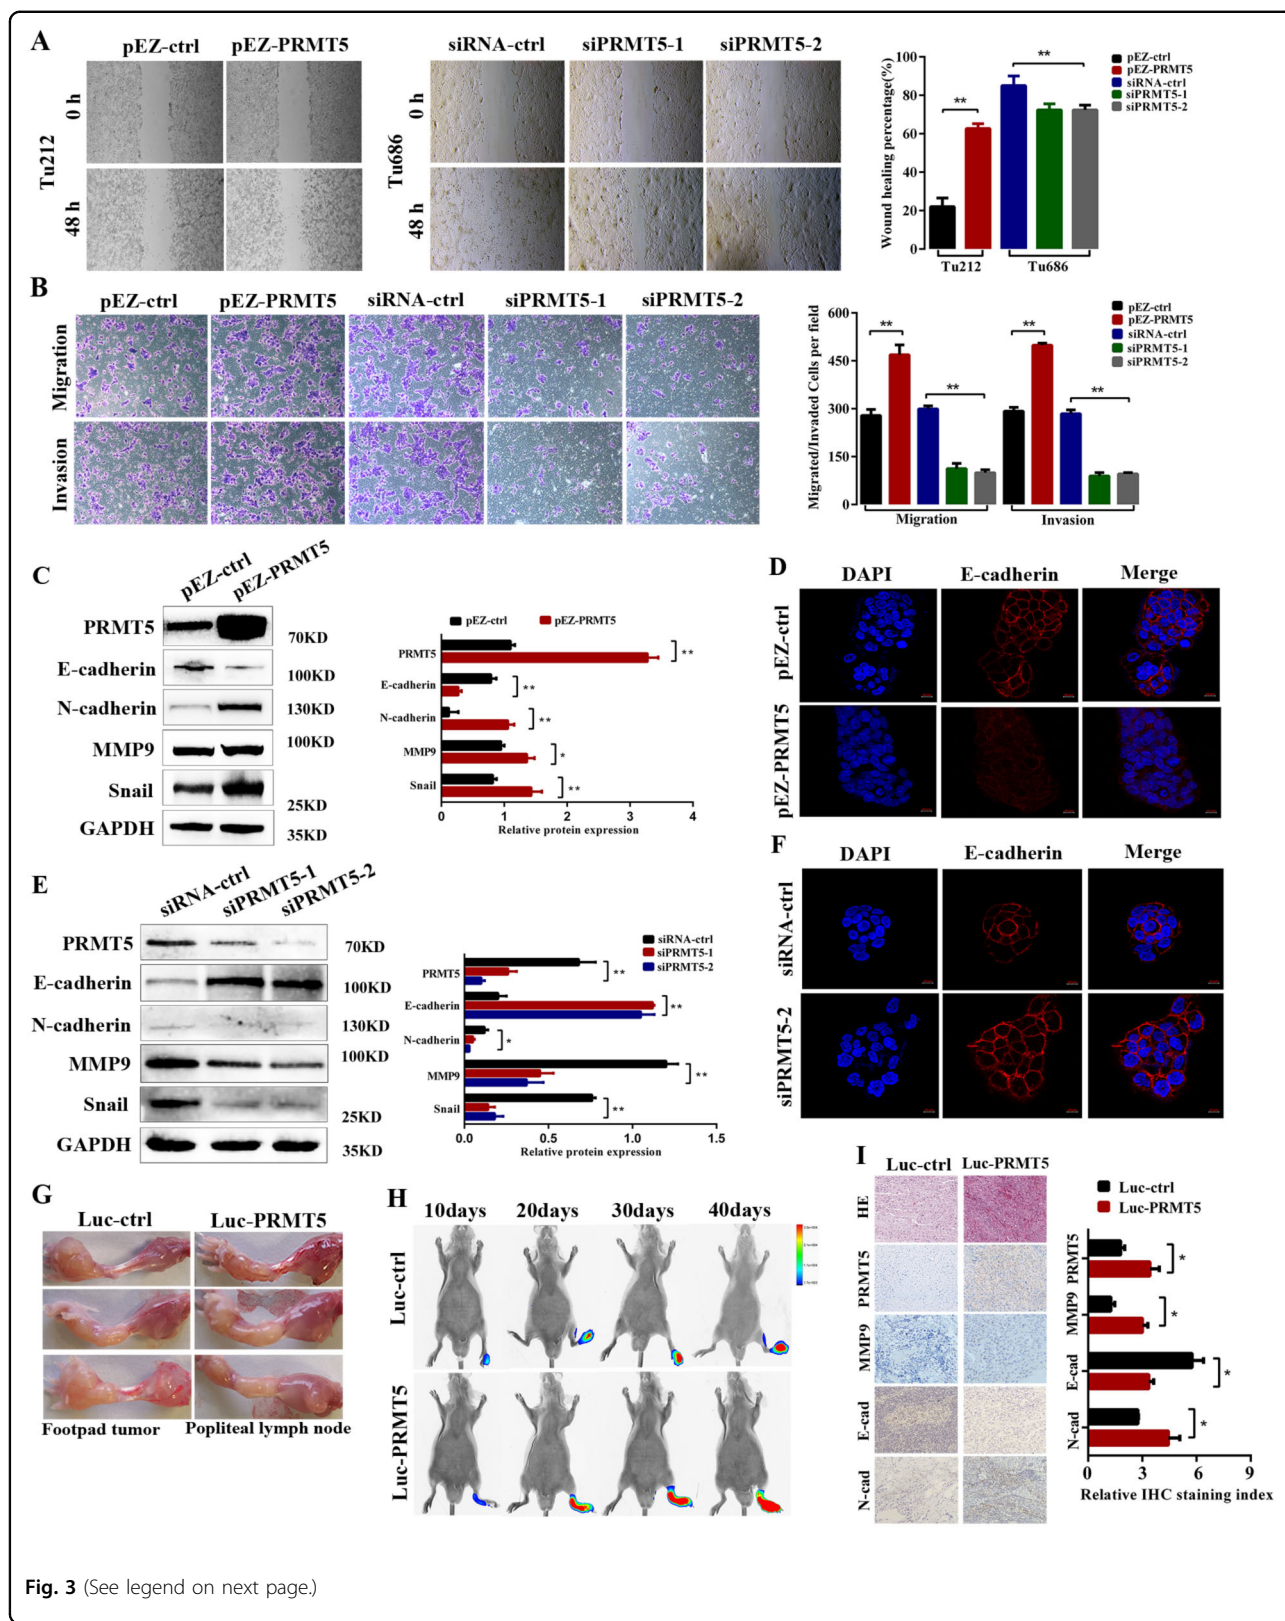 A
pEZ-ctrl
pEZ-PRMT5
siRNA-ctrl
siPRMT5-1
siPRMT5-2
0 h
48 h
Tu212
0 h
48 h
Tu686
Wound healing percentage(%)
100
80
60
40
20
0
**
**
Tu212
Tu686
pEZ-ctrl
pEZ-PRMT5
siRNA-ctrl
siPRMT5-1
siPRMT5-2
B
pEZ-ctrl
pEZ-PRMT5
siRNA-ctrl
siPRMT5-1
siPRMT5-2
Migration
Invasion
Migrated/Invaded Cells per field
600
450
300
150
0
**
**
**
**
Migration
Invasion
pEZ-ctrl
pEZ-PRMT5
siRNA-ctrl
siPRMT5-1
siPRMT5-2
C
pEZ-ctrl
pEZ-PRMT5
PRMT5
70KD
E-cadherin
100KD
N-cadherin
130KD
MMP9
100KD
Snail
25KD
GAPDH
35KD
pEZ-ctrl
pEZ-PRMT5
PRMT5
**
E-cadherin
**
N-cadherin
**
MMP9
*
Snail
**
0 1 2 3 4
Relative protein expression
D
DAPI
E-cadherin
Merge
pEZ-ctrl
pEZ-PRMT5
E
siRNA-ctrl
siPRMT5-1
siPRMT5-2
PRMT5
70KD
E-cadherin
100KD
N-cadherin
130KD
MMP9
100KD
Snail
25KD
GAPDH
35KD
siRNA-ctrl
siPRMT5-1
siPRMT5-2
PRMT5
**
E-cadherin
**
N-cadherin
*
MMP9
**
Snail
**
0.0 0.5 1.0 1.5
Relative protein expression
F
DAPI
E-cadherin
Merge
siRNA-ctrl
siPRMT5-2
G
Luc-ctrl
Luc-PRMT5
Footpad tumor
Popliteal lymph node
H
10days
20days
30days
40days
Luc-ctrl
Luc-PRMT5
I
Luc-ctrl
Luc-PRMT5
HE
PRMT5
MMP9
E-cad
N-cad
Luc-ctrl
Luc-PRMT5
PRMT5
*
MMP9
*
E-cad
*
N-cad
*
0 3 6 9
Relative IHC staining index
Fig. 3 (See legend on next page.)